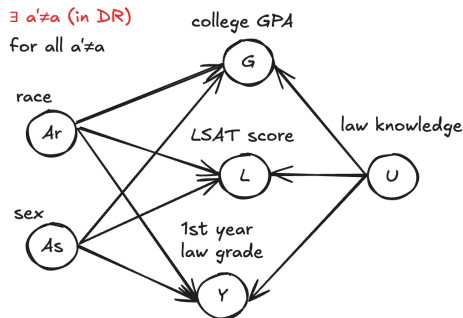 ∃ a'≠a (in DR)
for all a'≠a
college GPA
G
race
Ar
LSAT score
L
law knowledge
U
sex
As
1st year
law grade
Y